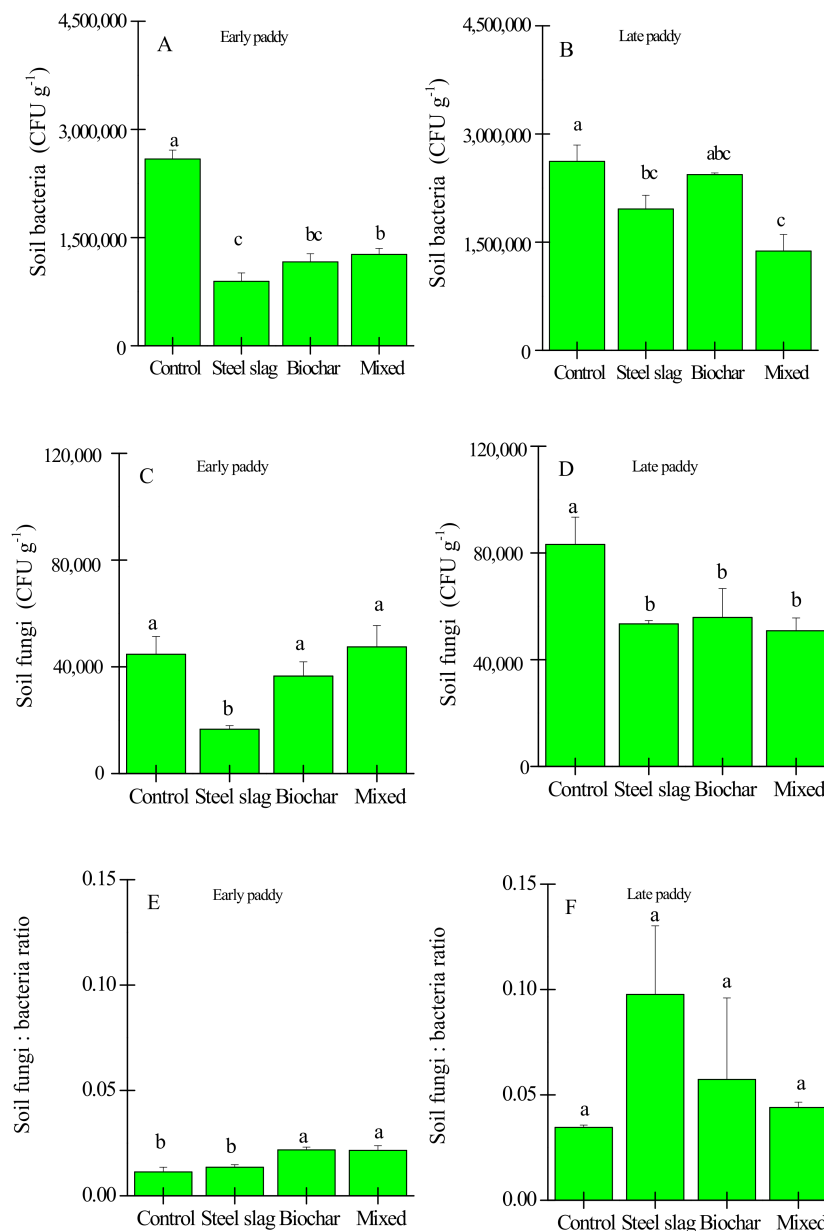 4,500,000
A
Early paddy
a
3,000,000
c
bc
b
1,500,000
0
Control Steel slag Biochar Mixed
Soil bacteria (CFU g-1)
4,500,000
B
Late paddy
a
bc
abc
c
3,000,000
1,500,000
0
Control Steel slag Biochar Mixed
Soil bacteria (CFU g-1)
120,000
C
Early paddy
80,000
a
b
a
a
40,000
0
Control Steel slag Biochar Mixed
Soil fungi (CFU g-1)
120,000
D
Late paddy
a
80,000
b
b
b
40,000
0
Control Steel slag Biochar Mixed
Soil fungi (CFU g-1)
0.15
E
Early paddy
0.10
0.05
b
b
a
a
0.00
Control Steel slag Biochar Mixed
Soil fungi : bacteria ratio
0.15
F
Late paddy
a
a
0.10
0.05
a
a
0.00
Control Steel slag Biochar Mixed
Soil fungi : bacteria ratio